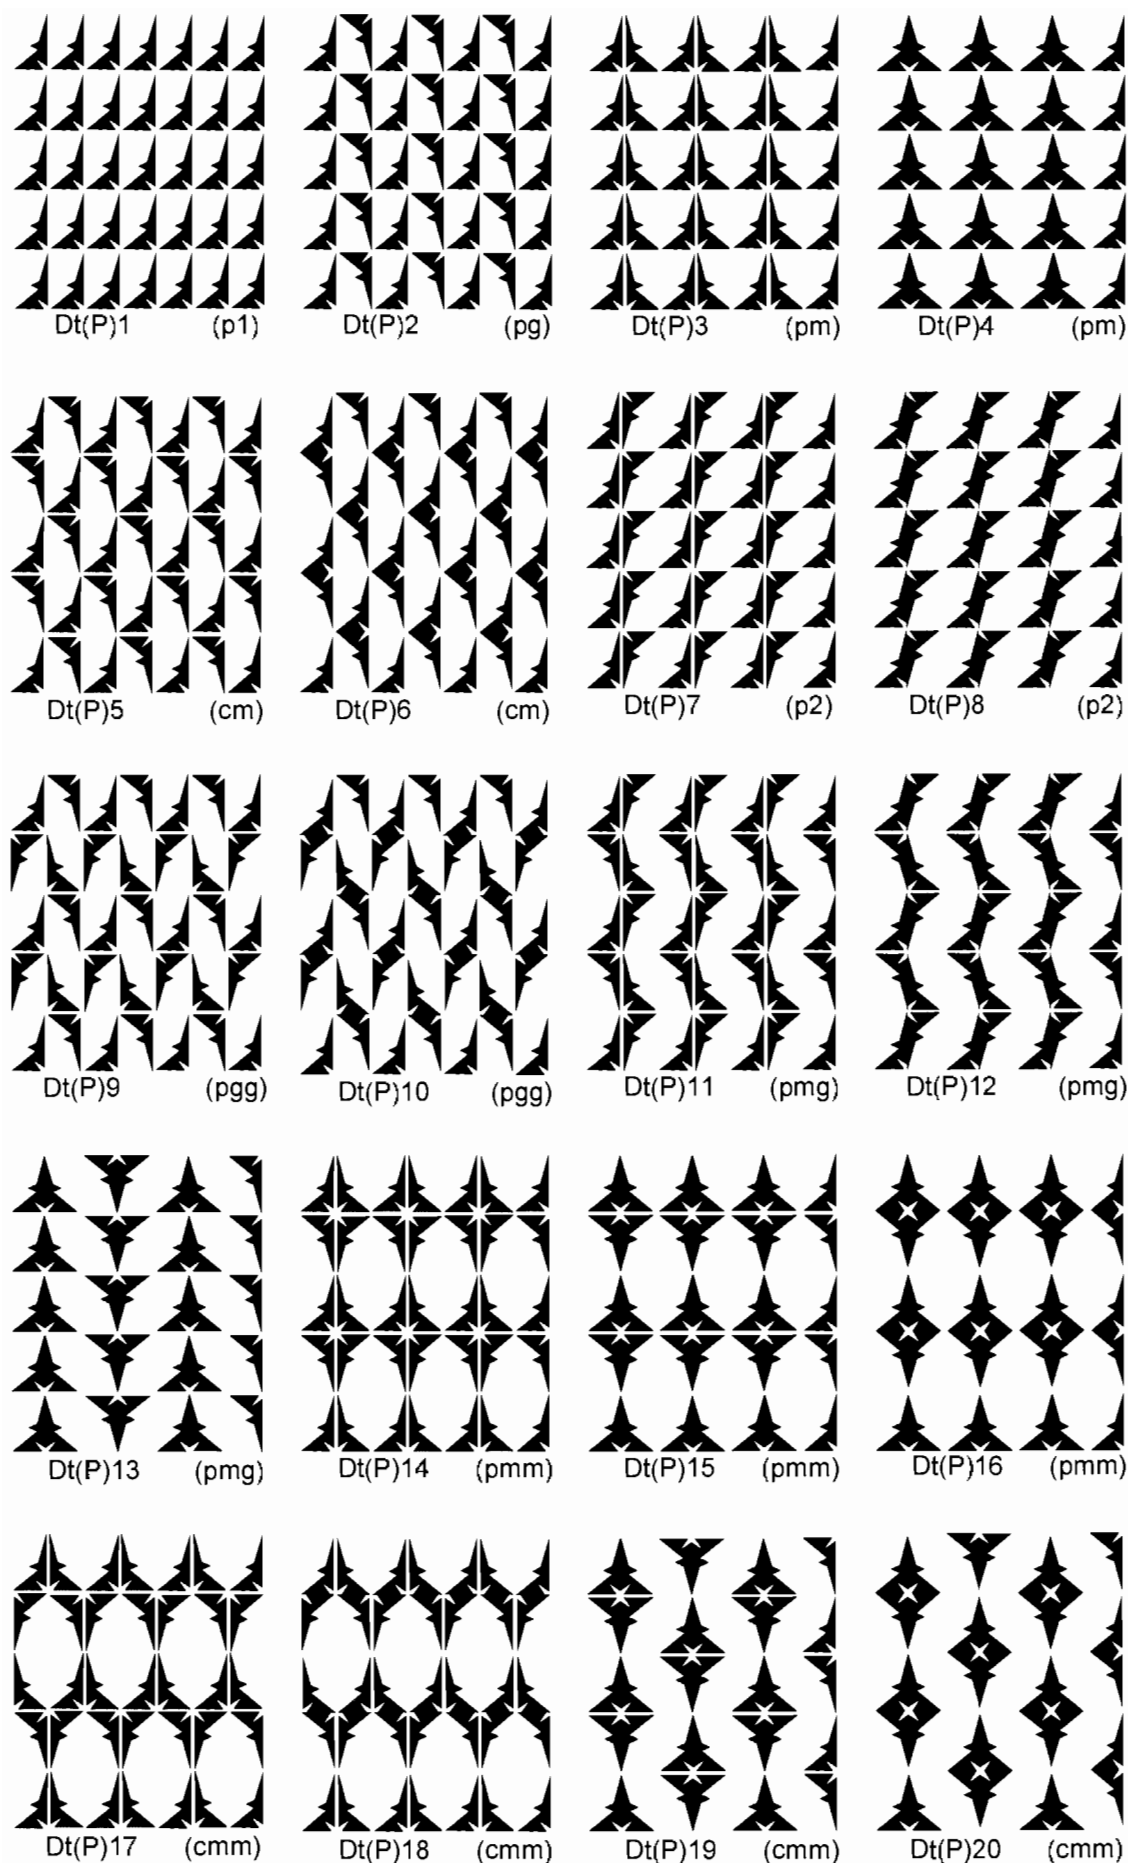 Dt(P)1 (p1) Dt(P)2 (pg) Dt(P)3 (pm) Dt(P)4 (pm)
Dt(P)5 (cm) Dt(P)6 (cm) Dt(P)7 (p2) Dt(P)8 (p2)
Dt(P)9 (pgg) Dt(P)10 (pgg) Dt(P)11 (pmg) Dt(P)12 (pmg)
Dt(P)13 (pmg) Dt(P)14 (pmm) Dt(P)15 (pmm) Dt(P)16 (pmm)
Dt(P)17 (cmm) Dt(P)18 (cmm) Dt(P)19 (cmm) Dt(P)20 (cmm)